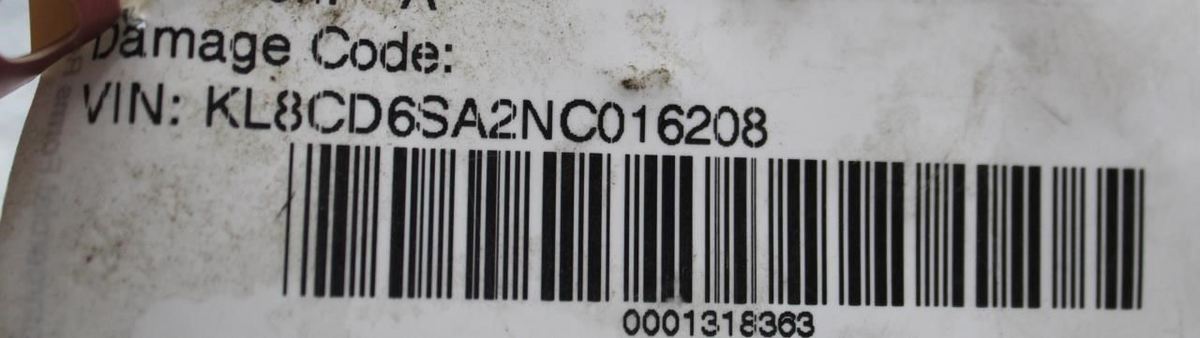 Damage Code:
VIN: KL8CD6SA2NC016208
0001318363